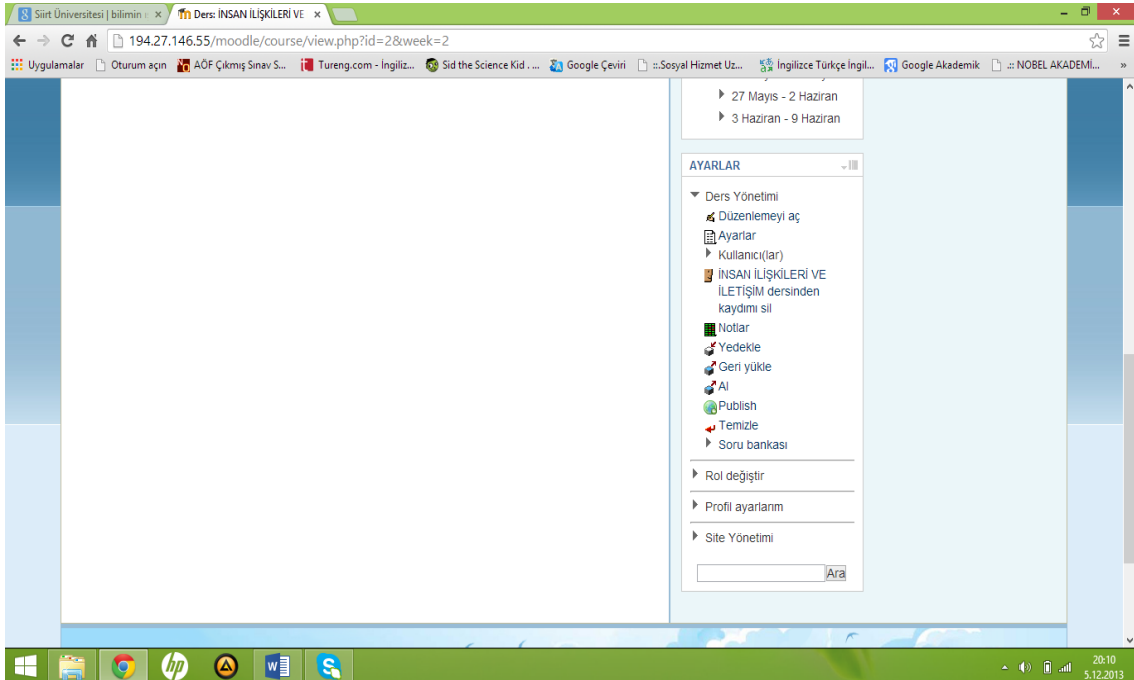 Siirt Üniversitesi | bilimin
Ders: İNSAN İLİŞKİLERİ VE
194.27.146.55/moodle/course/view.php?id=2&week=2
Uygulamalar Oturum açın AÖF Çıkmış Sınav S... Tureng.com - İngiliz... Sid the Science Kid . ... Google Çeviri ::.Sosyal Hizmet Uz... İngilizce Türkçe İngil... Google Akademik .:: NOBEL AKADEMİ... »
27 Mayıs - 2 Haziran
3 Haziran - 9 Haziran
AYARLAR
Ders Yönetimi
Düzenlemeyi aç
Ayarlar
Kullanıcı(lar)
İNSAN İLİŞKİLERİ VE
İLETİŞİM dersinden
kaydımı sil
Notlar
Yedekle
Geri yükle
Al
Publish
Temizle
Soru bankası
Rol değiştir
Profil ayarlarım
Site Yönetimi
Ara
20:10
5.12.2013